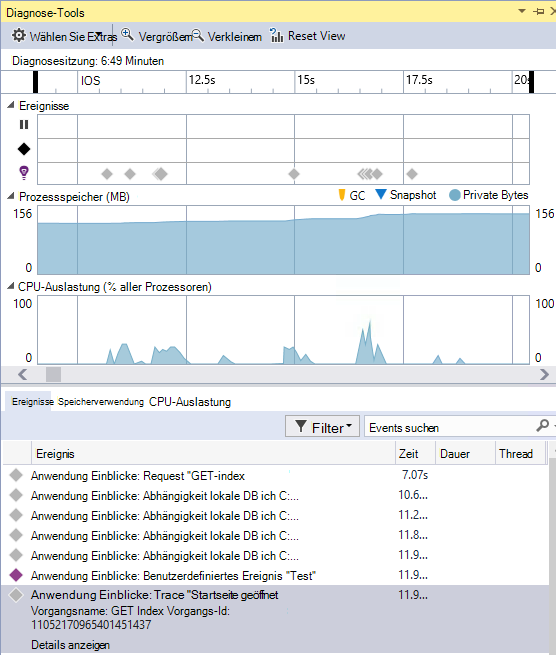 Diagnose-Tools
Wählen Sie Extras Vergrößern Verkleinern Reset View
Diagnosesitzung: 6:49 Minuten
IOS 12.5s 15s 17.5s 20s
Ereignisse
Prozessspeicher (MB) GC Snapshot Private Bytes
156 156
0 0
CPU-Auslastung (% aller Prozessoren)
100 100
0 0
Ereignisse Speicherverwendung CPU-Auslastung
Filter Events suchen
Ereignis Zeit Dauer Thread
Anwendung Einblicke: Request "GET-index 7.07s
Anwendung Einblicke: Abhängigkeit lokale DB ich C:... 10.6...
Anwendung Einblicke: Abhängigkeit lokale DB ich C:... 11.2...
Anwendung Einblicke: Abhängigkeit lokale DB ich C:... 11.8...
Anwendung Einblicke: Abhängigkeit lokale DB ich C:... 11.9...
Anwendung Einblicke: Benutzerdefiniertes Ereignis "Test" 11.9...
Anwendung Einblicke: Trace "Startseite geöffnet 11.9...
Vorgangsname: GET Index Vorgangs-Id:
11052170965401451437
Details anzeigen